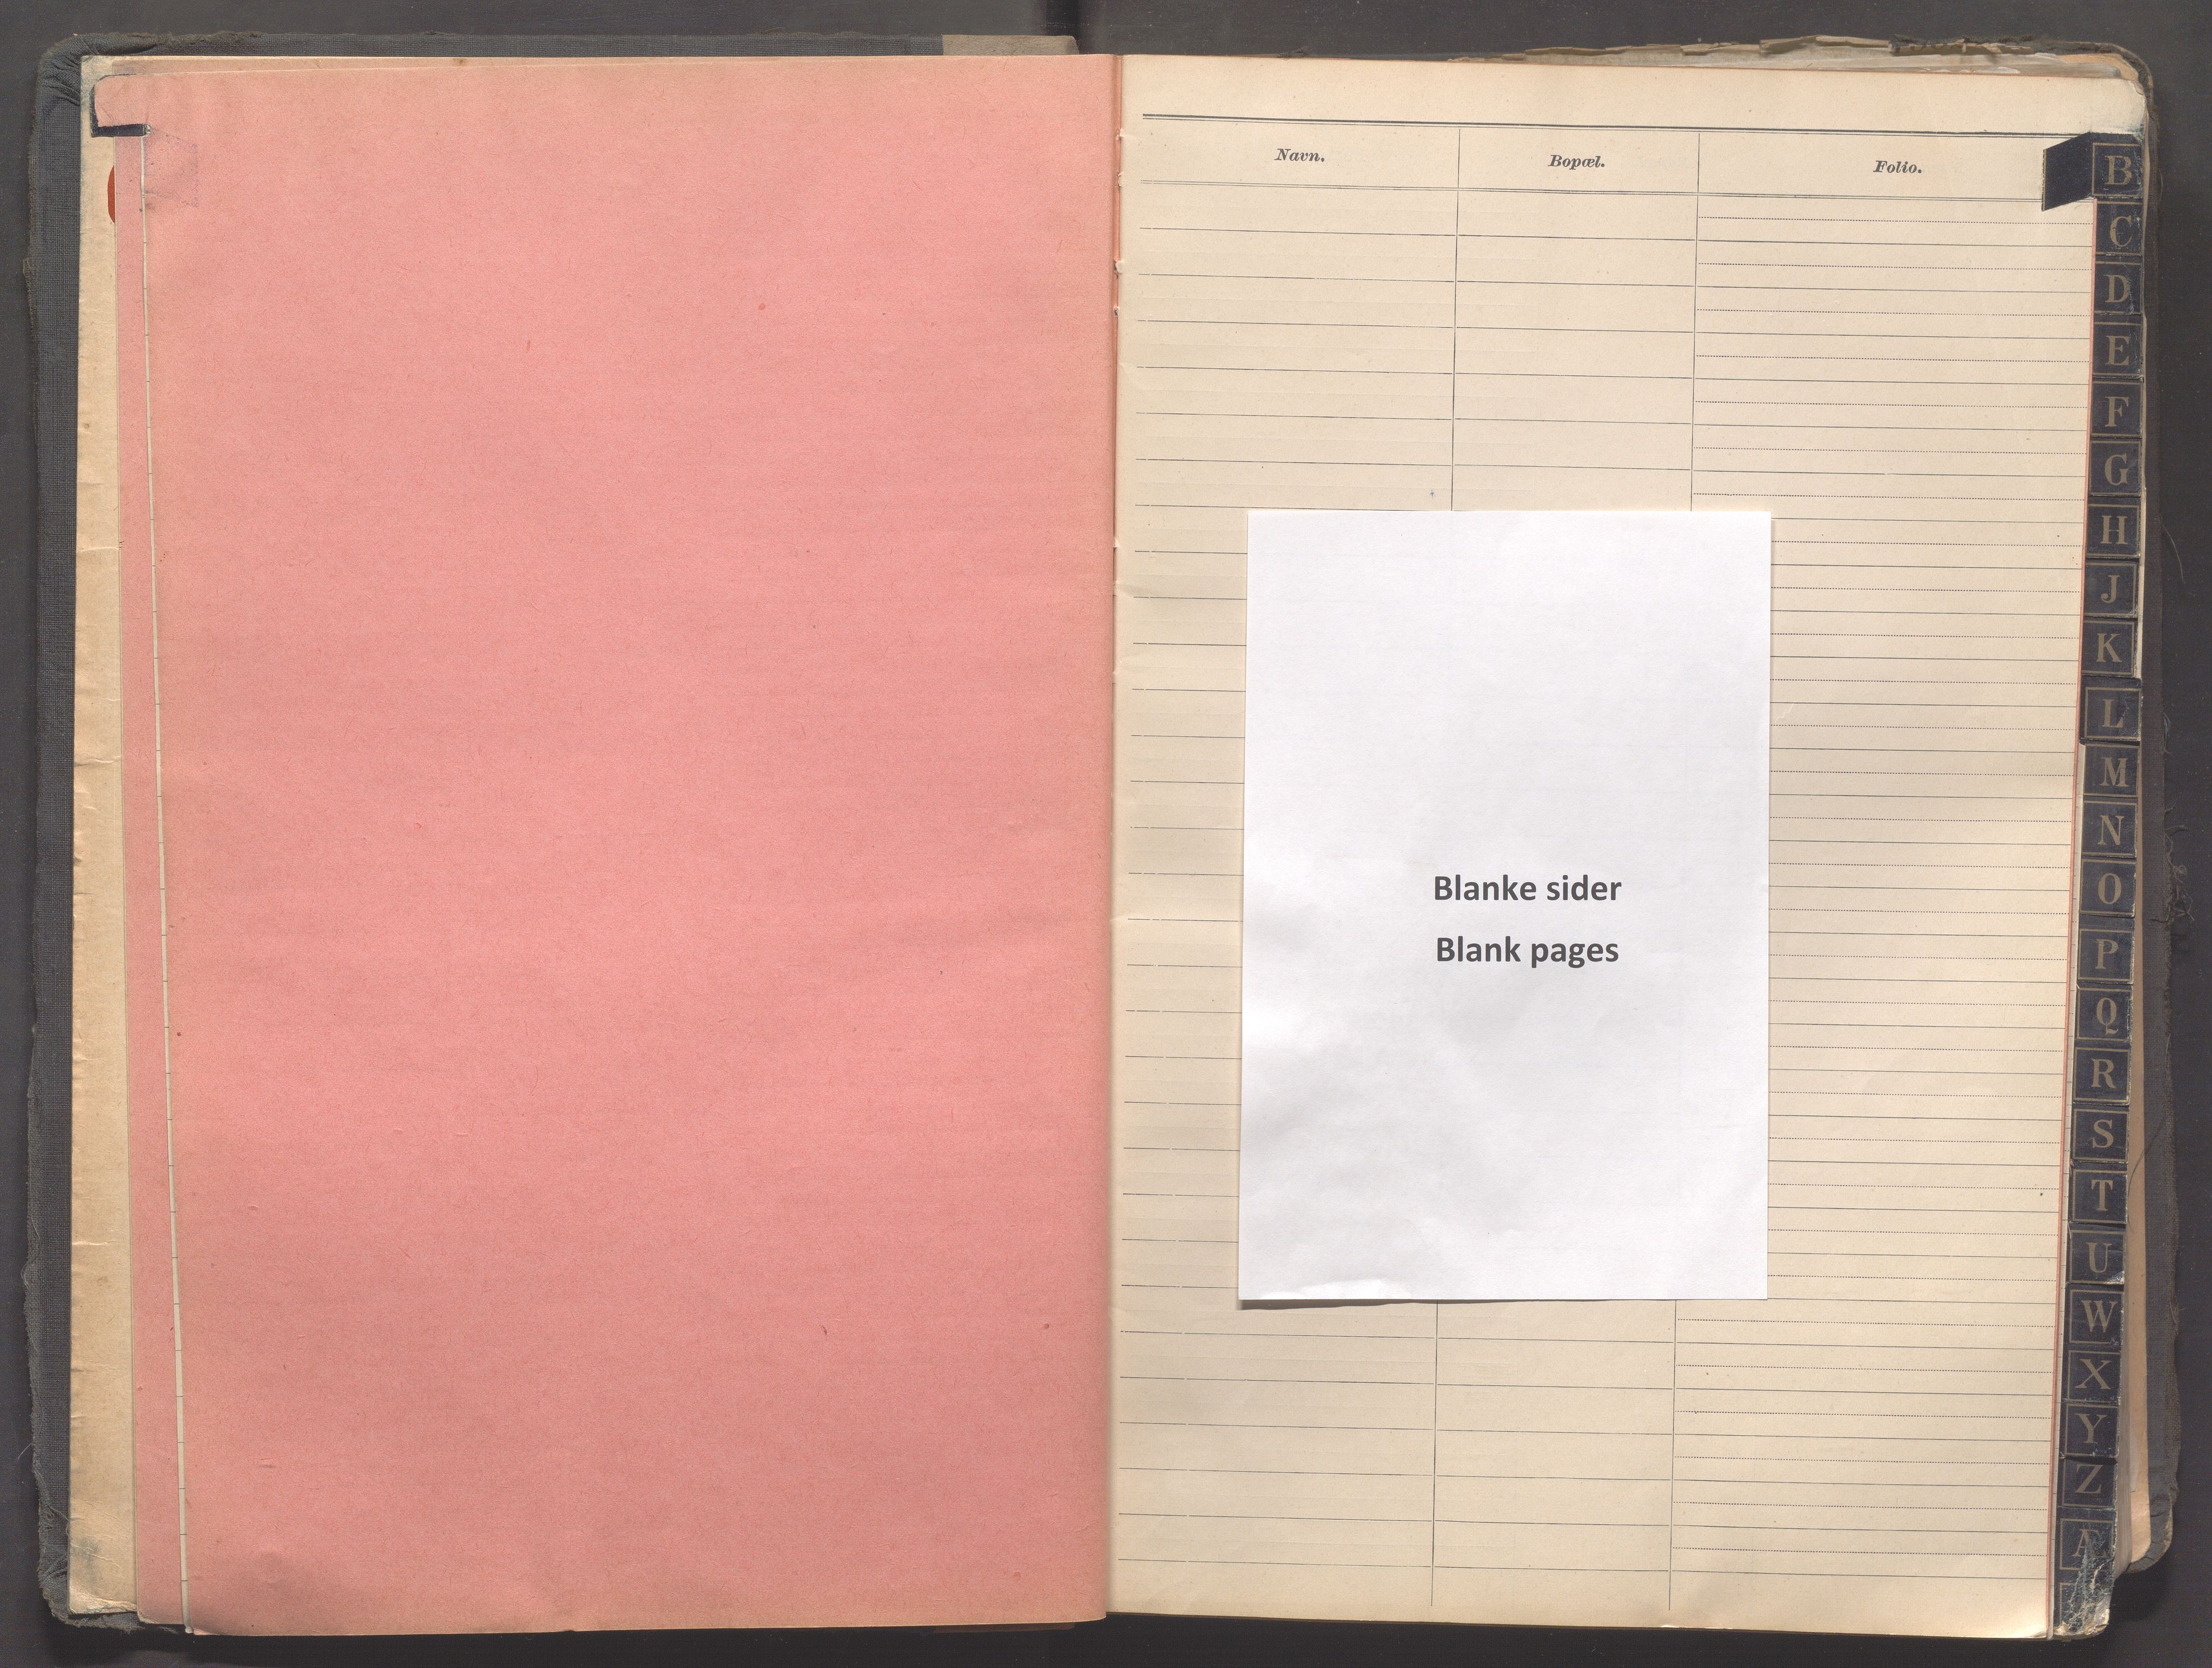 Navn. Bopæl. Folio.
Blanke sider
Blank pages
B
C
D
E
F
G
H
J
K
L
M
N
O
P
Q
R
S
T
U
W
X
Y
Z